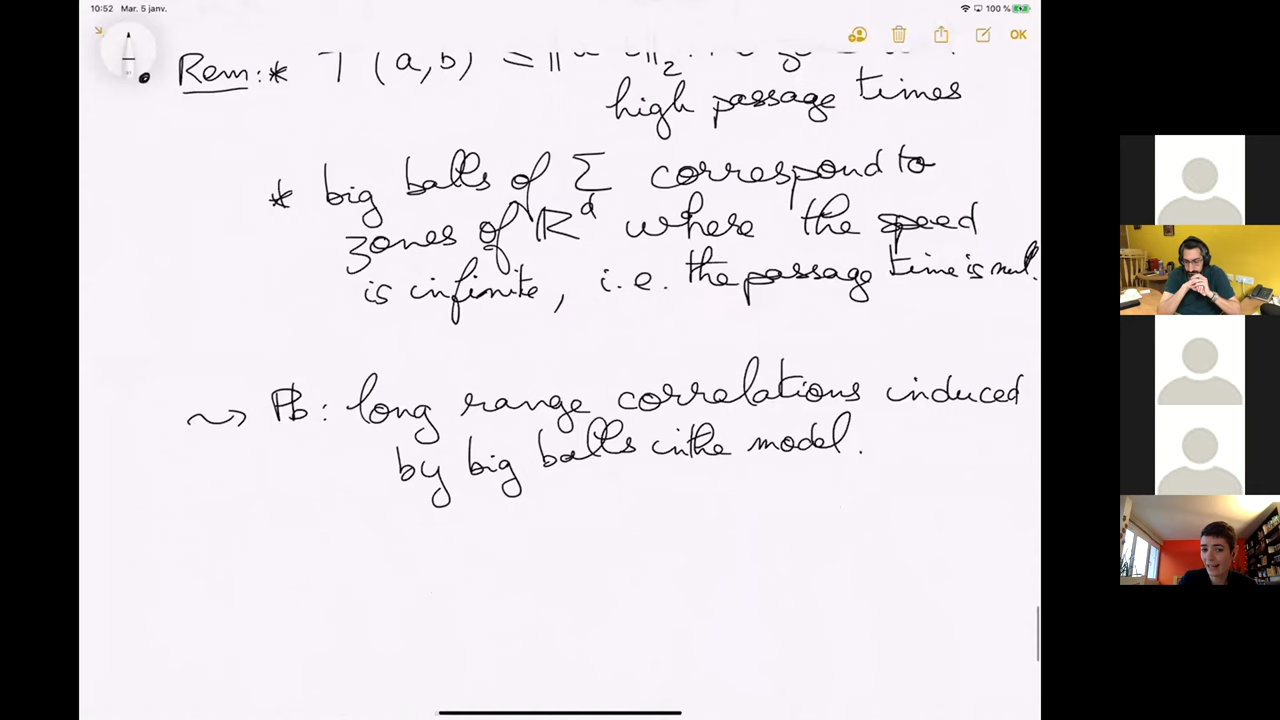 10:52 Mar. 5 janv.
100 %
OK
Rem: * T (a,b) = ||
high passage times
* big balls of Σ correspond to
zones of ℝᵈ where the speed
is infinite, i.e. the passage time is nul.
⇝ Pb: long range correlations induced
by big balls in the model.